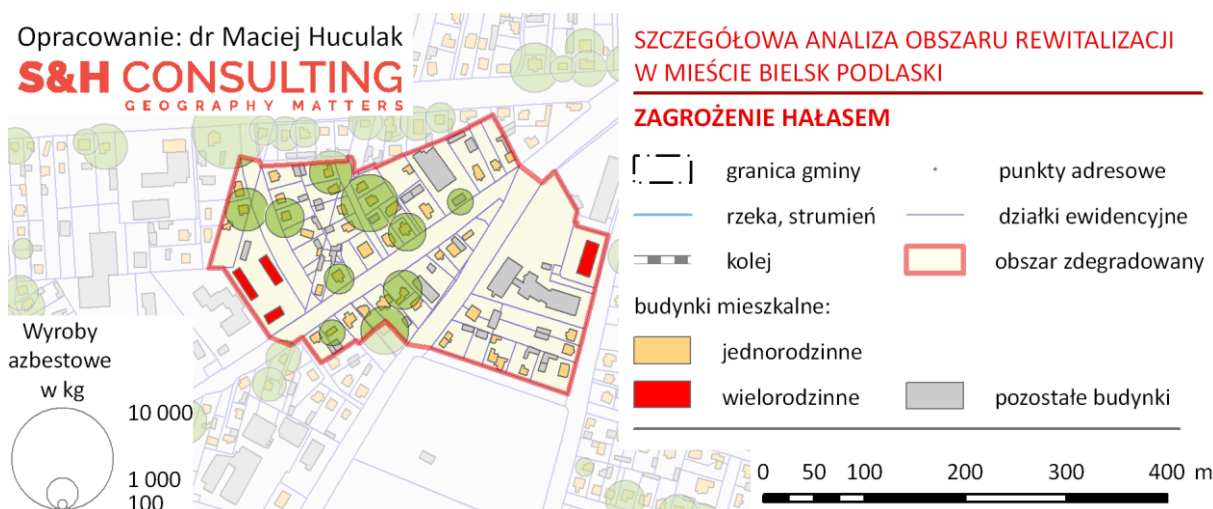 Opracowanie: dr Maciej Huculak
S&H CONSULTING
GEOGRAPHY MATTERS
Wyroby
azbestowe
w kg
10 000
1 000
100
SZCZEGÓŁOWA ANALIZA OBSZARU REWITALIZACJI
W MIEŚCIE BIELSK PODLASKI
ZAGROŻENIE HAŁASEM
granica gminy
punkty adresowe
rzeka, strumień
działki ewidencyjne
kolej
obszar zdegradowany
budynki mieszkalne:
jednorodzinne
wielorodzinne
pozostałe budynki
0 50 100 200 300 400 m